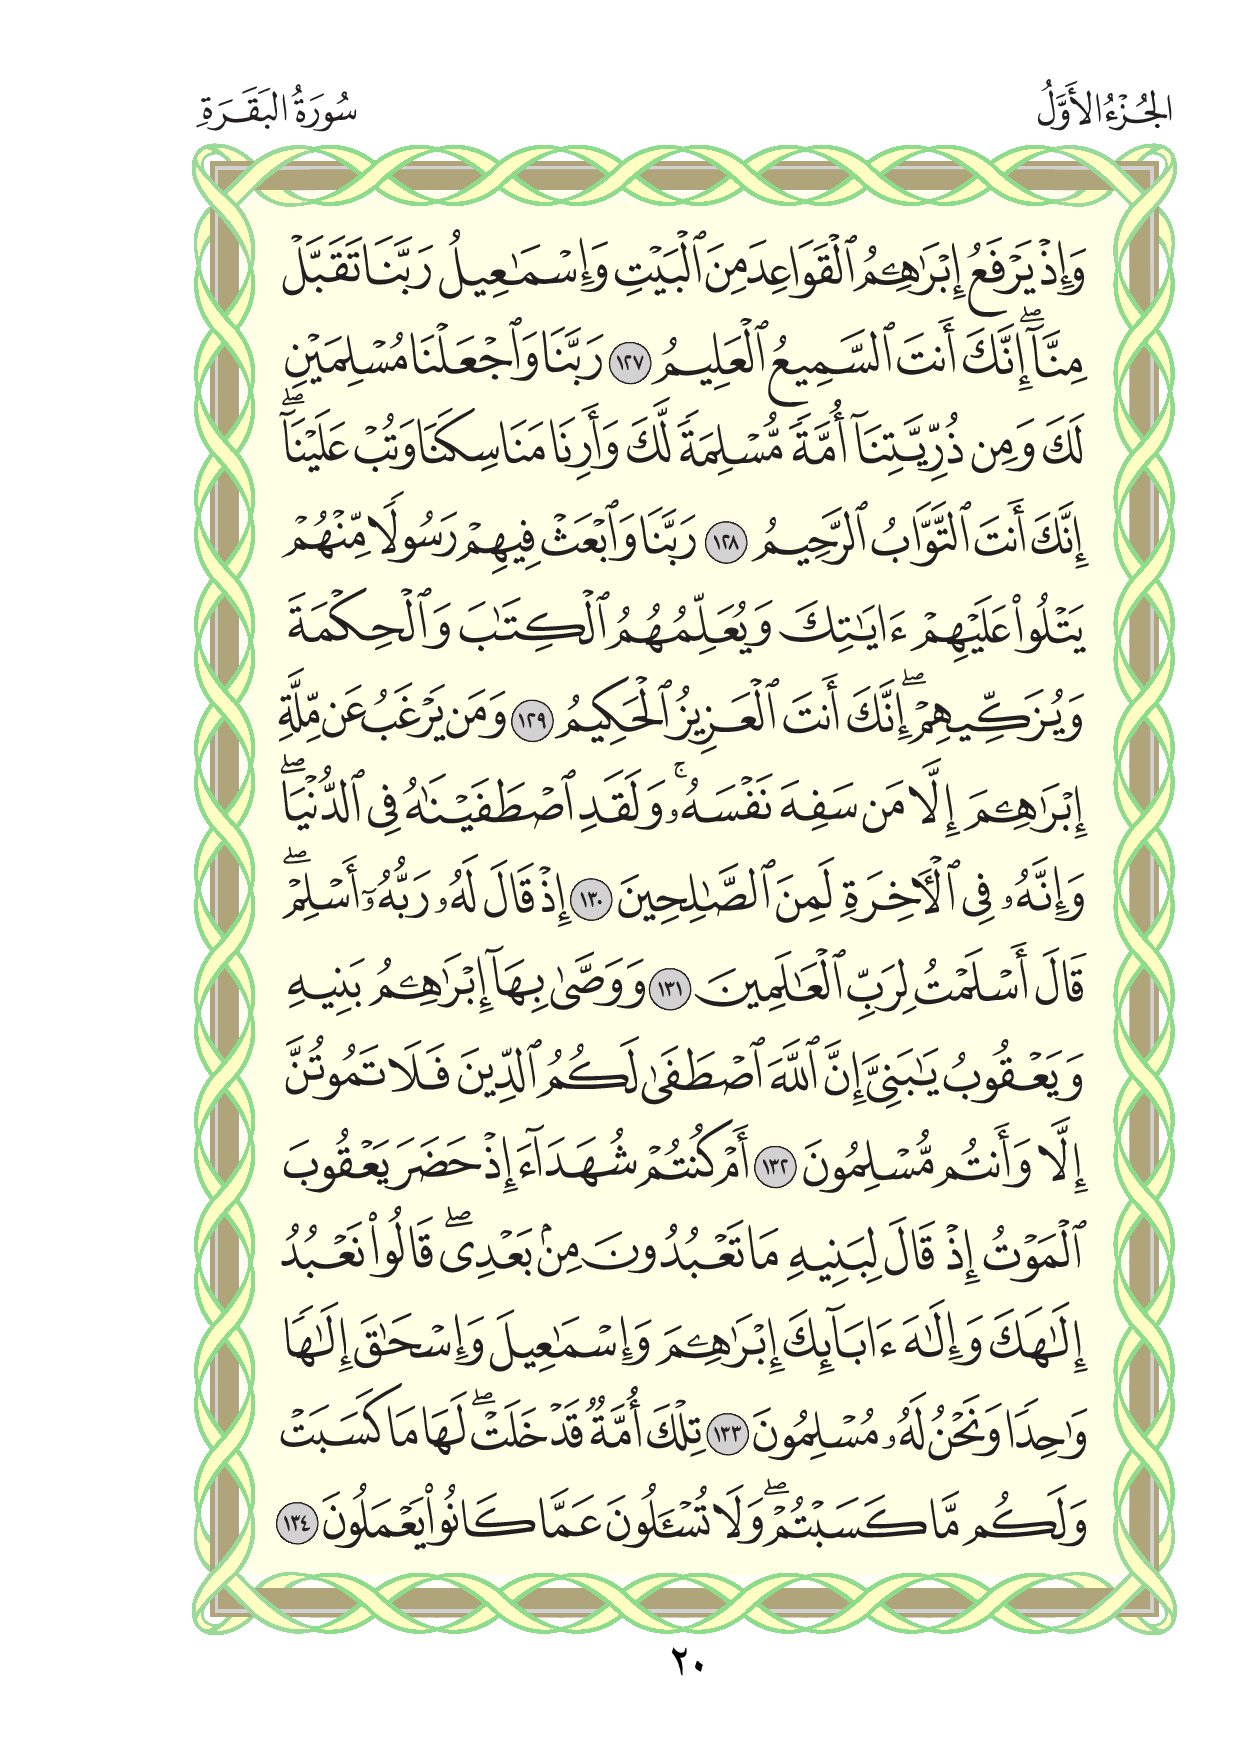 الجُزْءُ الأَوَّلُ
سُورَةُ البَقَرَةِ
وَإِذْ يَرْفَعُ إِبْرَٰهِـۧمُ ٱلْقَوَاعِدَ مِنَ ٱلْبَيْتِ وَإِسْمَـٰعِيلُ رَبَّنَا تَقَبَّلْ
مِنَّآ ۖ إِنَّكَ أَنتَ ٱلسَّمِيعُ ٱلْعَلِيمُ ١٢٧ رَبَّنَا وَٱجْعَلْنَا مُسْلِمَيْنِ
لَكَ وَمِن ذُرِّيَّتِنَآ أُمَّةً مُّسْلِمَةً لَّكَ وَأَرِنَا مَنَاسِكَنَا وَتُبْ عَلَيْنَآ ۖ
إِنَّكَ أَنتَ ٱلتَّوَّابُ ٱلرَّحِيمُ ١٢٨ رَبَّنَا وَٱبْعَثْ فِيهِمْ رَسُولًا مِّنْهُمْ
يَتْلُوا۟ عَلَيْهِمْ ءَايَـٰتِكَ وَيُعَلِّمُهُمُ ٱلْكِتَـٰبَ وَٱلْحِكْمَةَ
وَيُزَكِّيهِمْ ۖ إِنَّكَ أَنتَ ٱلْعَزِيزُ ٱلْحَكِيمُ ١٢٩ وَمَن يَرْغَبُ عَن مِّلَّةِ
إِبْرَٰهِـۧمَ إِلَّا مَن سَفِهَ نَفْسَهُۥ ۚ وَلَقَدِ ٱصْطَفَيْنَـٰهُ فِى ٱلدُّنْيَا ۖ
وَإِنَّهُۥ فِى ٱلْـَٔاخِرَةِ لَمِنَ ٱلصَّـٰلِحِينَ ١٣٠ إِذْ قَالَ لَهُۥ رَبُّهُۥٓ أَسْلِمْ ۖ
قَالَ أَسْلَمْتُ لِرَبِّ ٱلْعَـٰلَمِينَ ١٣١ وَوَصَّىٰ بِهَآ إِبْرَٰهِـۧمُ بَنِيهِ
وَيَعْقُوبُ يَـٰبَنِىَّ إِنَّ ٱللَّهَ ٱصْطَفَىٰ لَكُمُ ٱلدِّينَ فَلَا تَمُوتُنَّ
إِلَّا وَأَنتُم مُّسْلِمُونَ ١٣٢ أَمْ كُنتُمْ شُهَدَآءَ إِذْ حَضَرَ يَعْقُوبَ
ٱلْمَوْتُ إِذْ قَالَ لِبَنِيهِ مَا تَعْبُدُونَ مِنۢ بَعْدِى ۖ قَالُوا۟ نَعْبُدُ
إِلَـٰهَكَ وَإِلَـٰهَ ءَابَآئِكَ إِبْرَٰهِـۧمَ وَإِسْمَـٰعِيلَ وَإِسْحَـٰقَ إِلَـٰهًا
وَٰحِدًا وَنَحْنُ لَهُۥ مُسْلِمُونَ ١٣٣ تِلْكَ أُمَّةٌ قَدْ خَلَتْ ۖ لَهَا مَا كَسَبَتْ
وَلَكُم مَّا كَسَبْتُمْ ۖ وَلَا تُسْـَٔلُونَ عَمَّا كَانُوا۟ يَعْمَلُونَ ١٣٤
٢٠